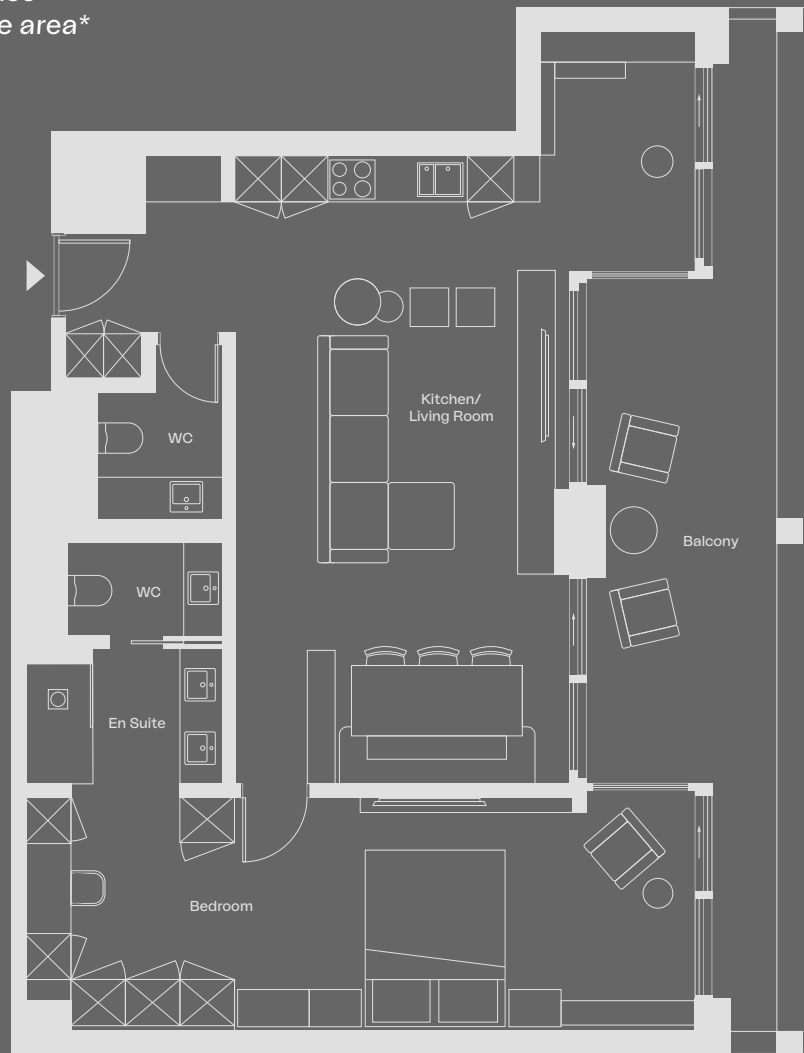 e area*
Kitchen/
Living Room
WC
Balcony
WC
En Suite
Bedroom